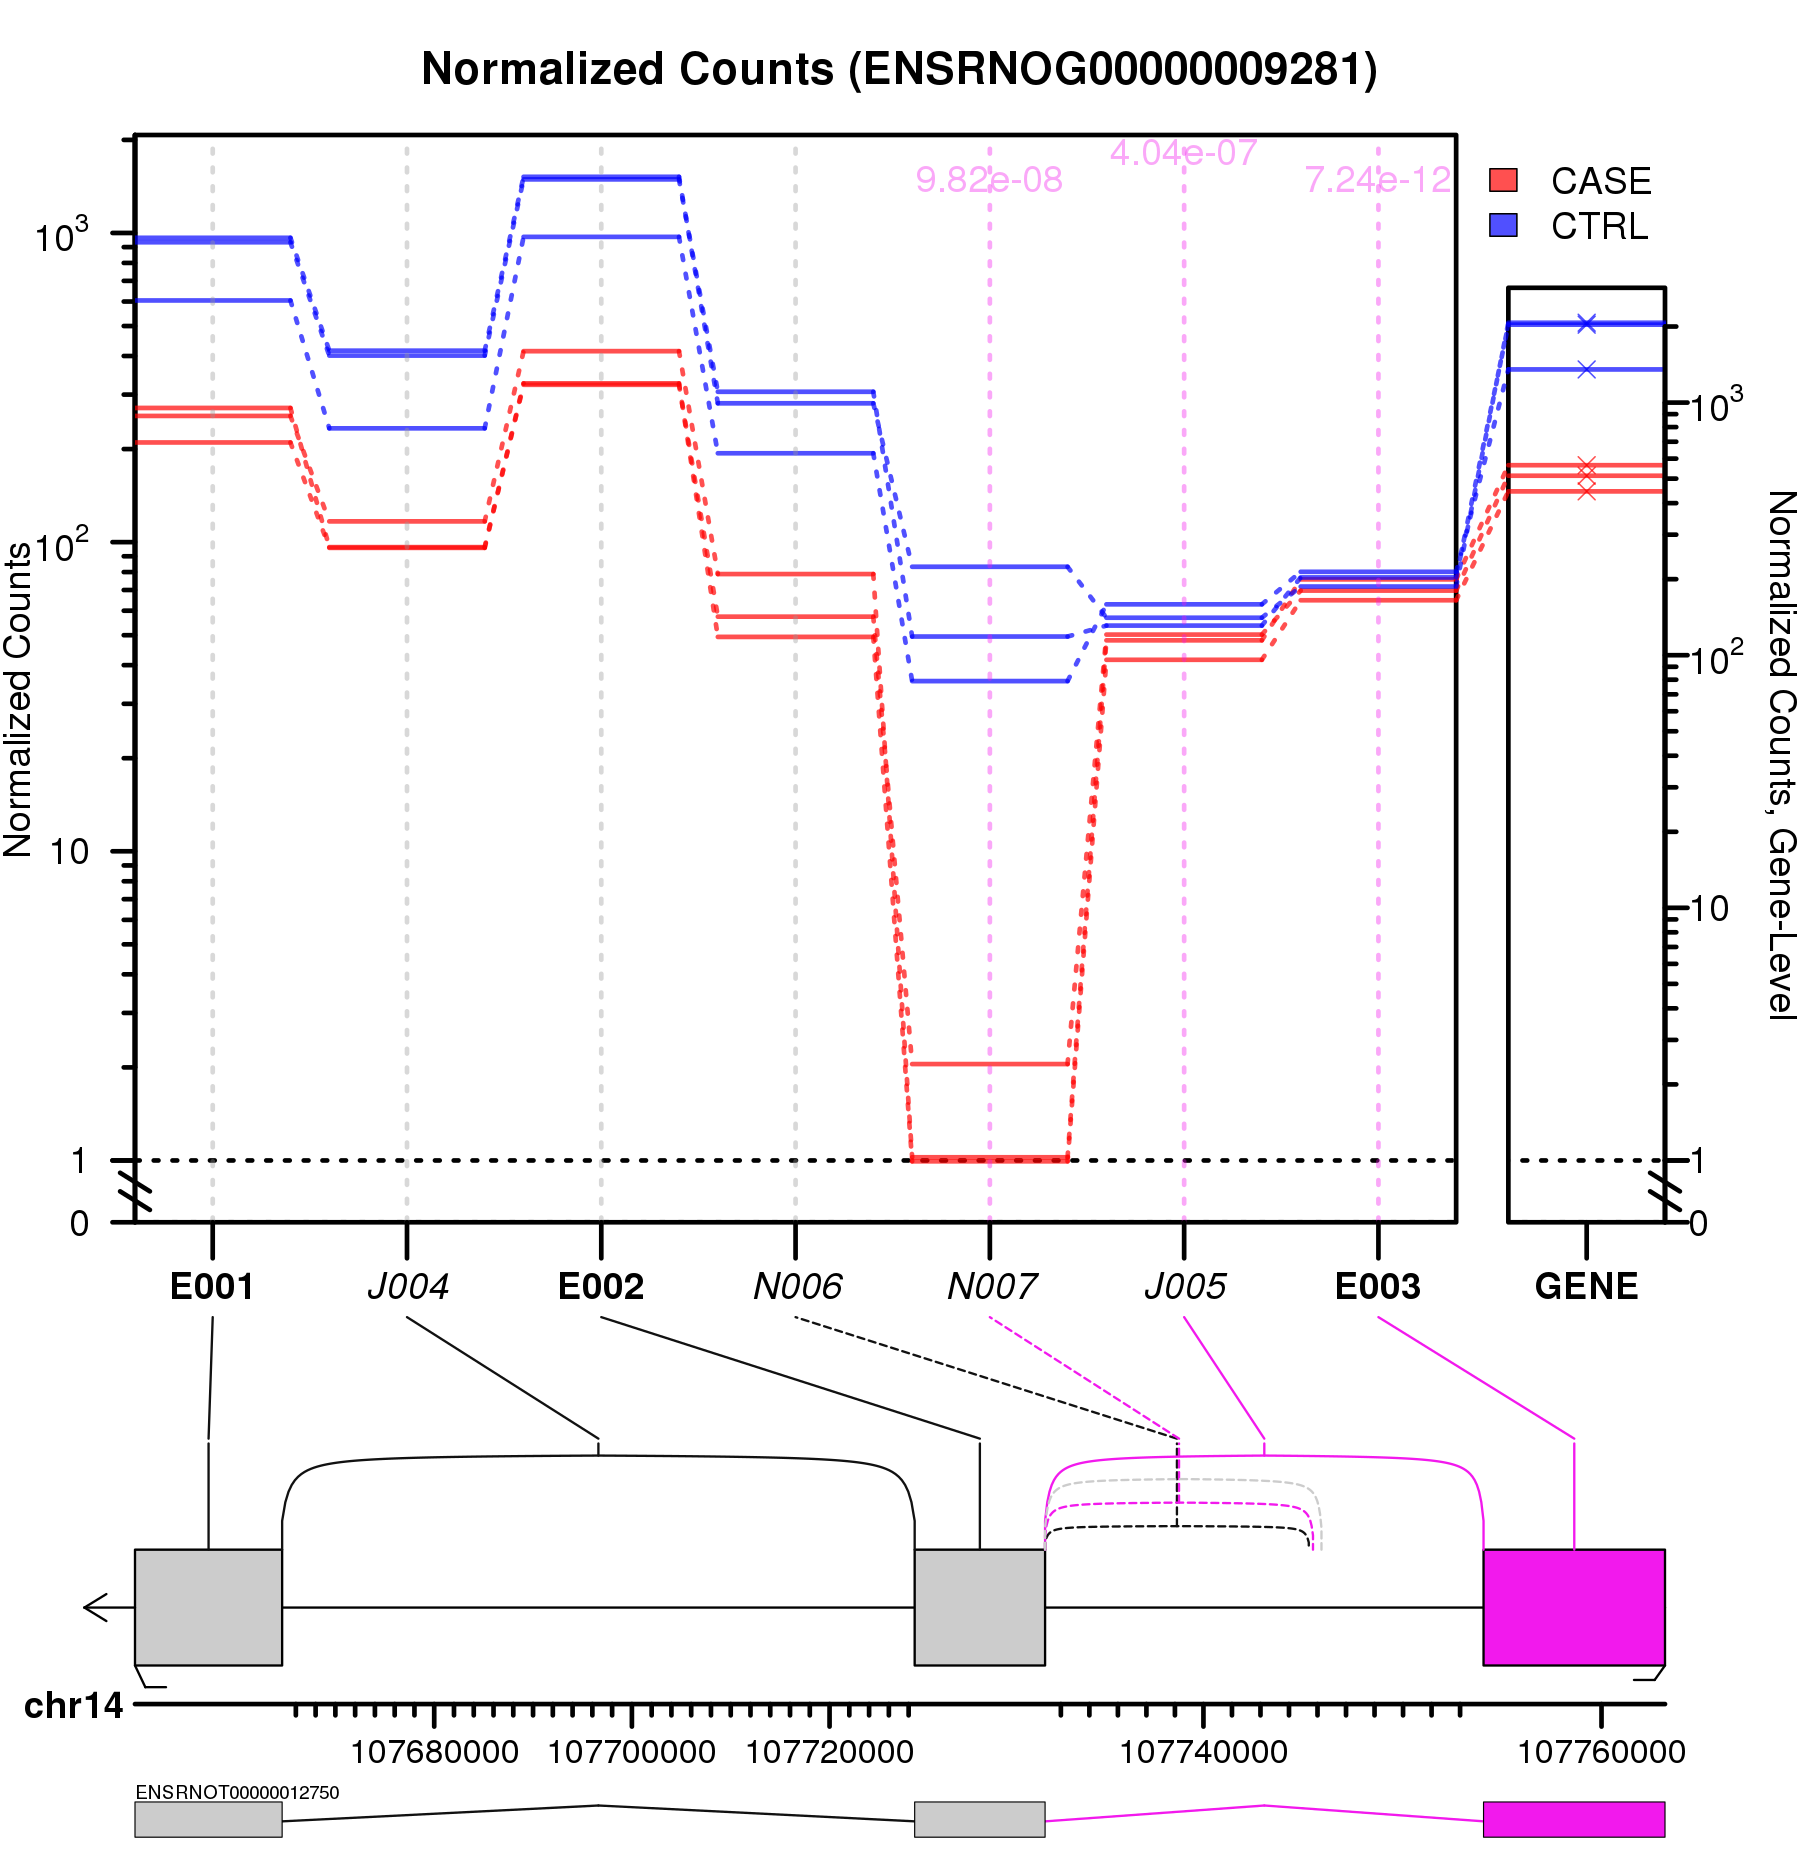 Normalized Counts (ENSRNOG00000009281)
4.04e-07
9.82e-08
7.24e-12
CASE
CTRL
Normalized Counts
10³
10²
10
1
0
10³
10²
10
1
0
Normalized Counts, Gene-Level
E001 J004 E002 N006 N007 J005 E003 GENE
chr14
107680000 107700000 107720000 107740000 107760000
ENSRNOT00000012750